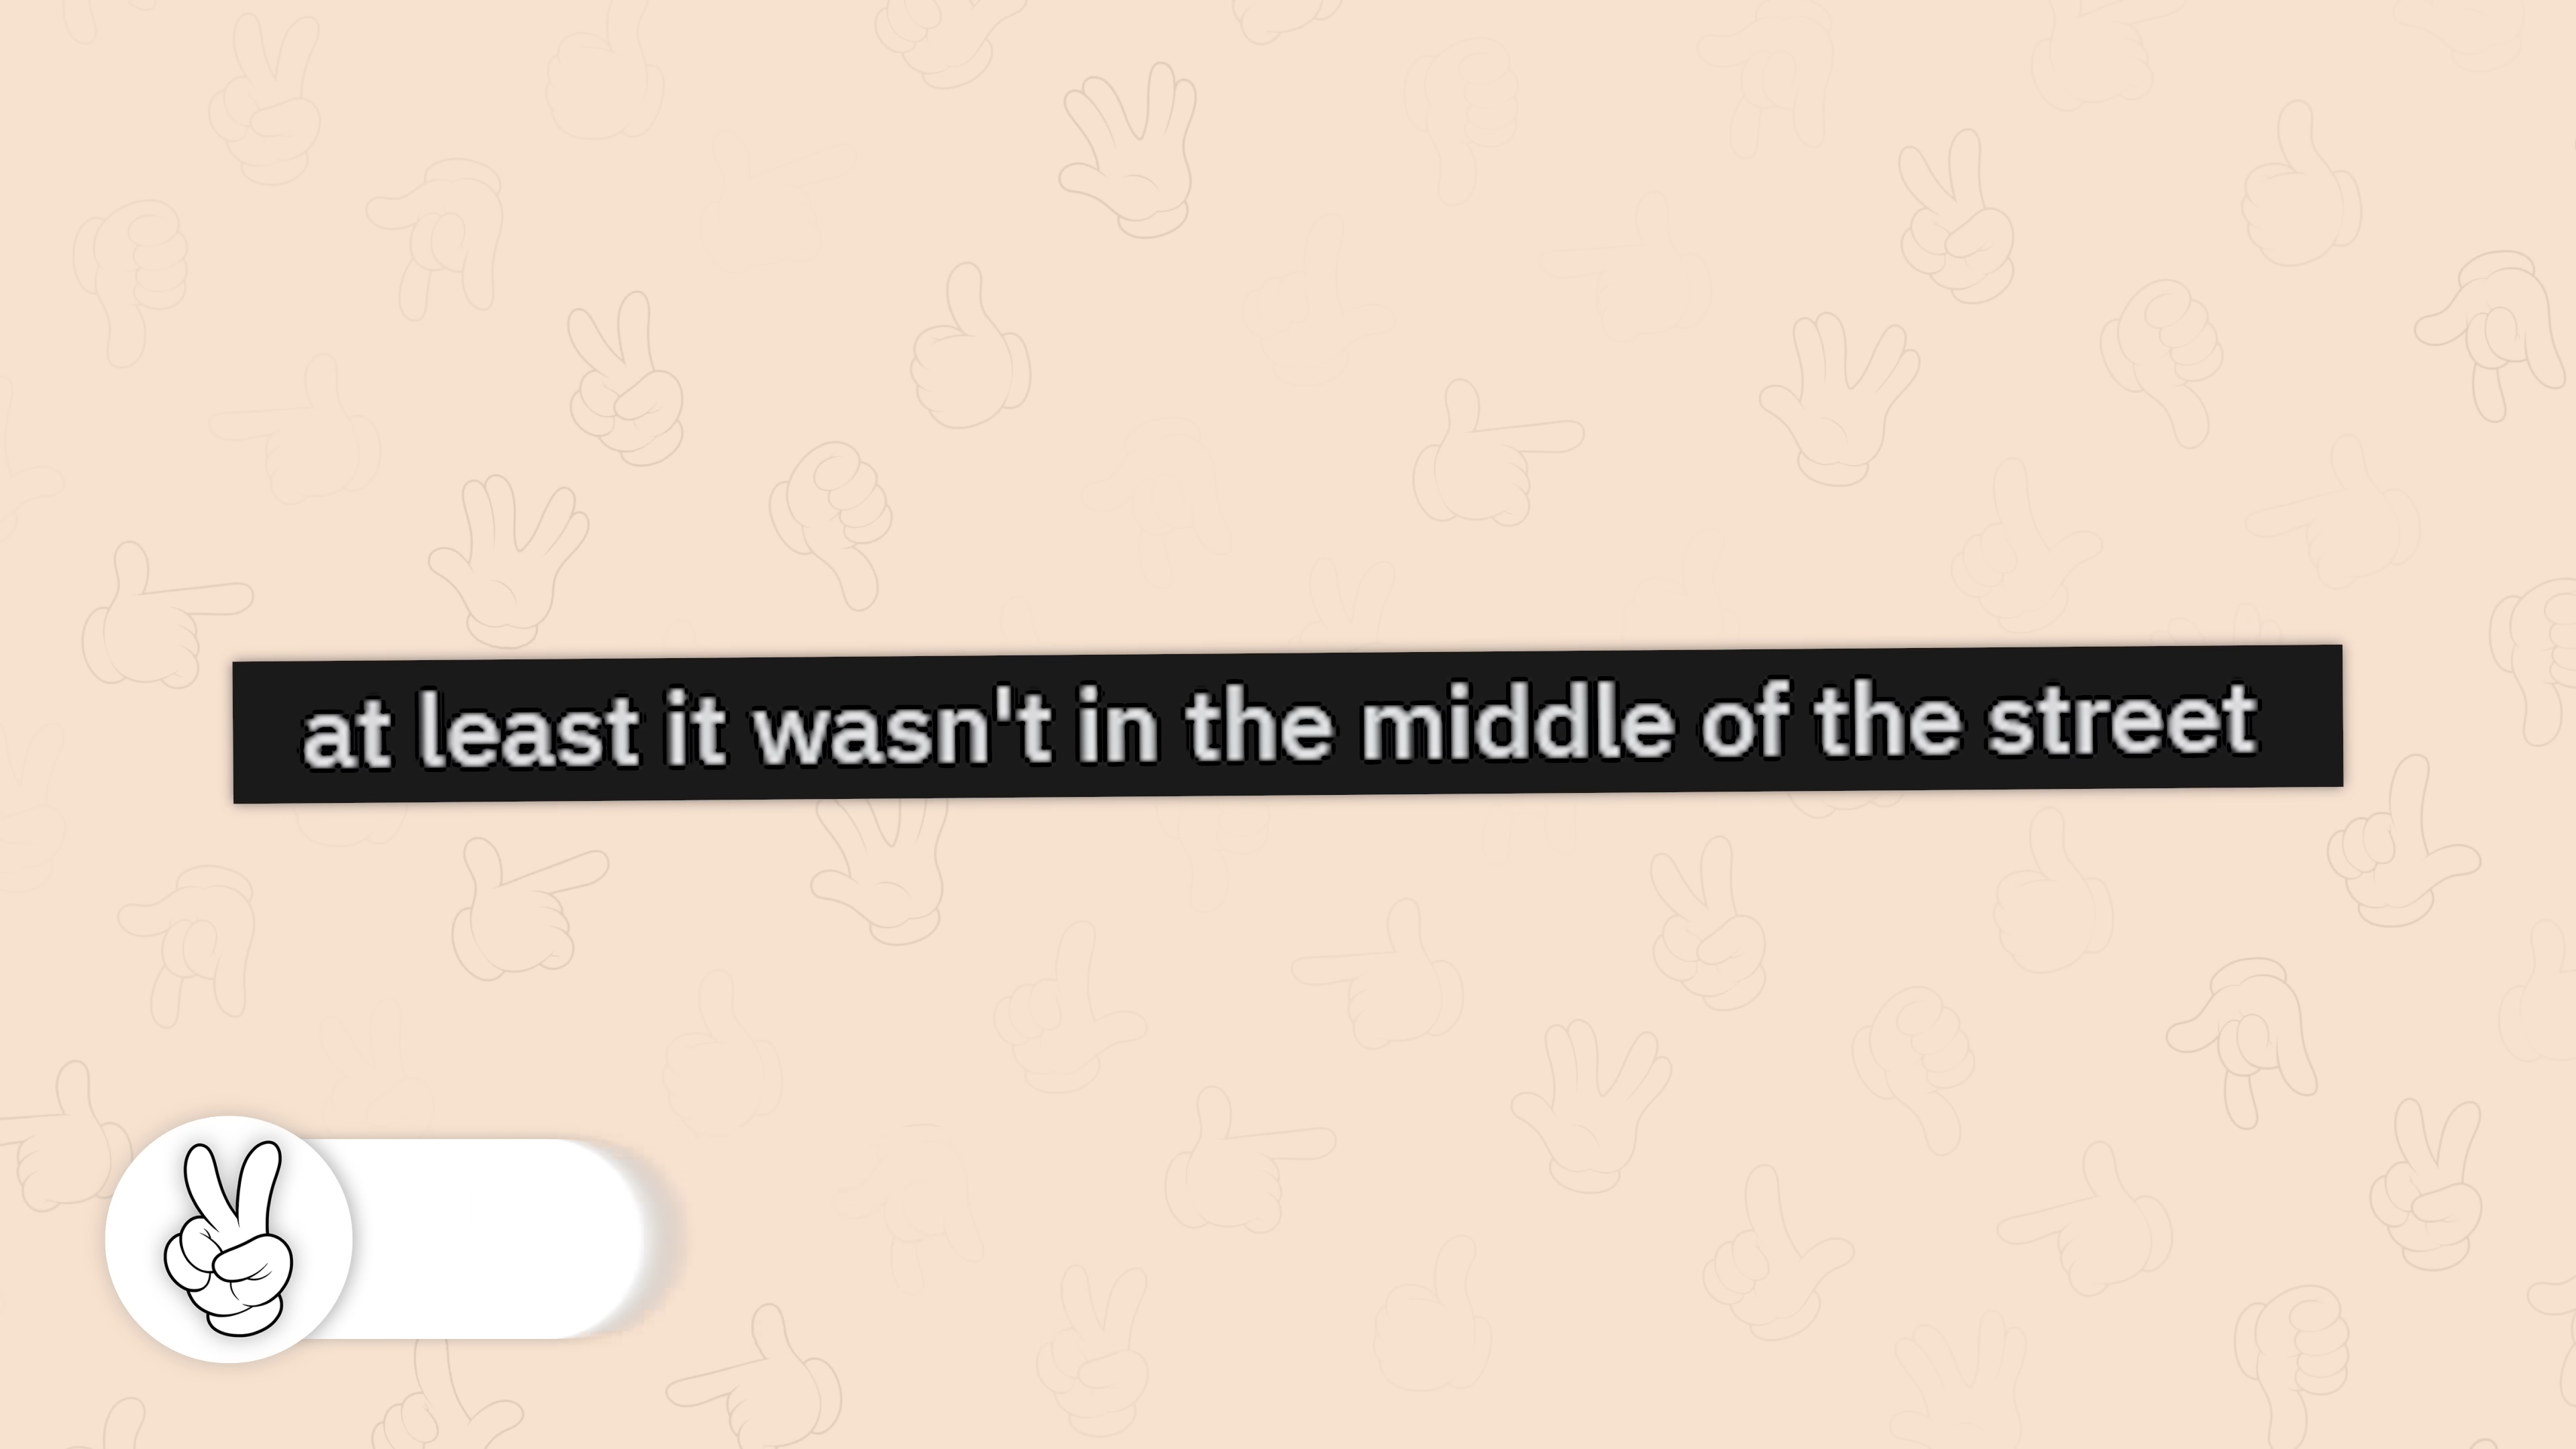 at least it wasn't in the middle of the street